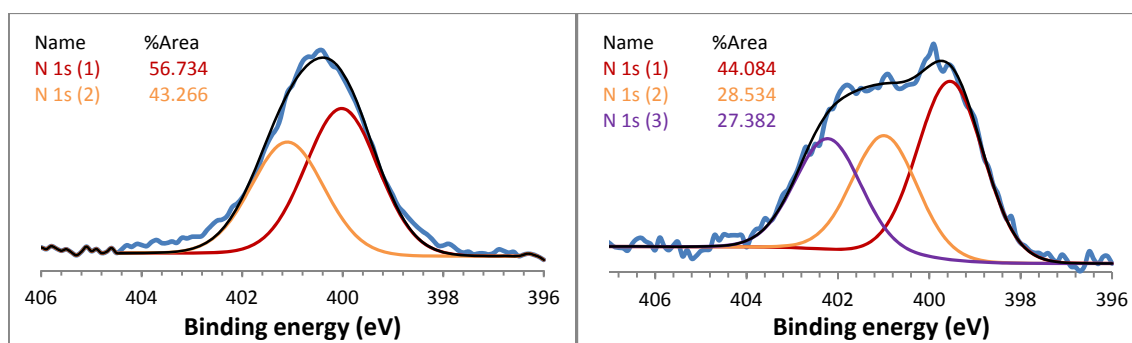 Name %Area
N 1s (1) 56.734
N 1s (2) 43.266
406 404 402 400 398 396
Binding energy (eV)
Name %Area
N 1s (1) 44.084
N 1s (2) 28.534
N 1s (3) 27.382
406 404 402 400 398 396
Binding energy (eV)